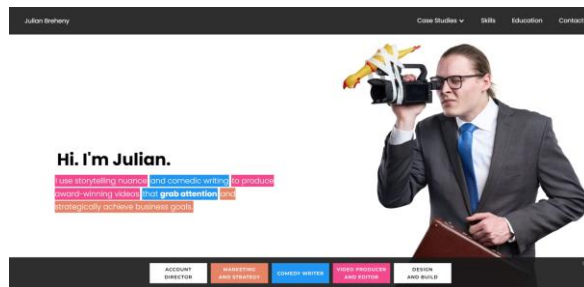 Julian Breheny
Case Studies Skills Education Contact
Hi. I'm Julian.
I use storytelling nuance and comedic writing to produce
award-winning videos that grab attention and
strategically achieve business goals.
ACCOUNT DIRECTOR
MARKETING AND STRATEGY
COMEDY WRITER
VIDEO PRODUCER AND EDITOR
DESIGN AND BUILD